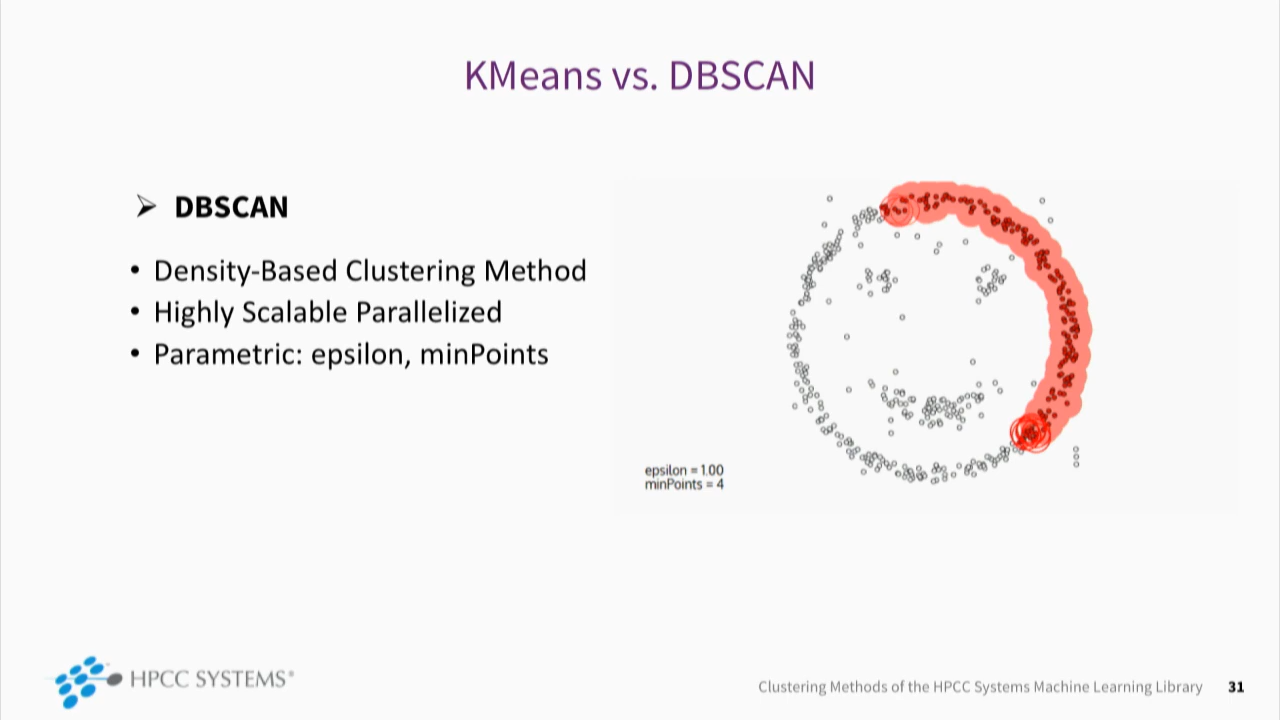 KMeans vs. DBSCAN
➢ DBSCAN
• Density-Based Clustering Method
• Highly Scalable Parallelized
• Parametric: epsilon, minPoints
epsilon = 1.00
minPoints = 4
HPCC SYSTEMS®
Clustering Methods of the HPCC Systems Machine Learning Library 31